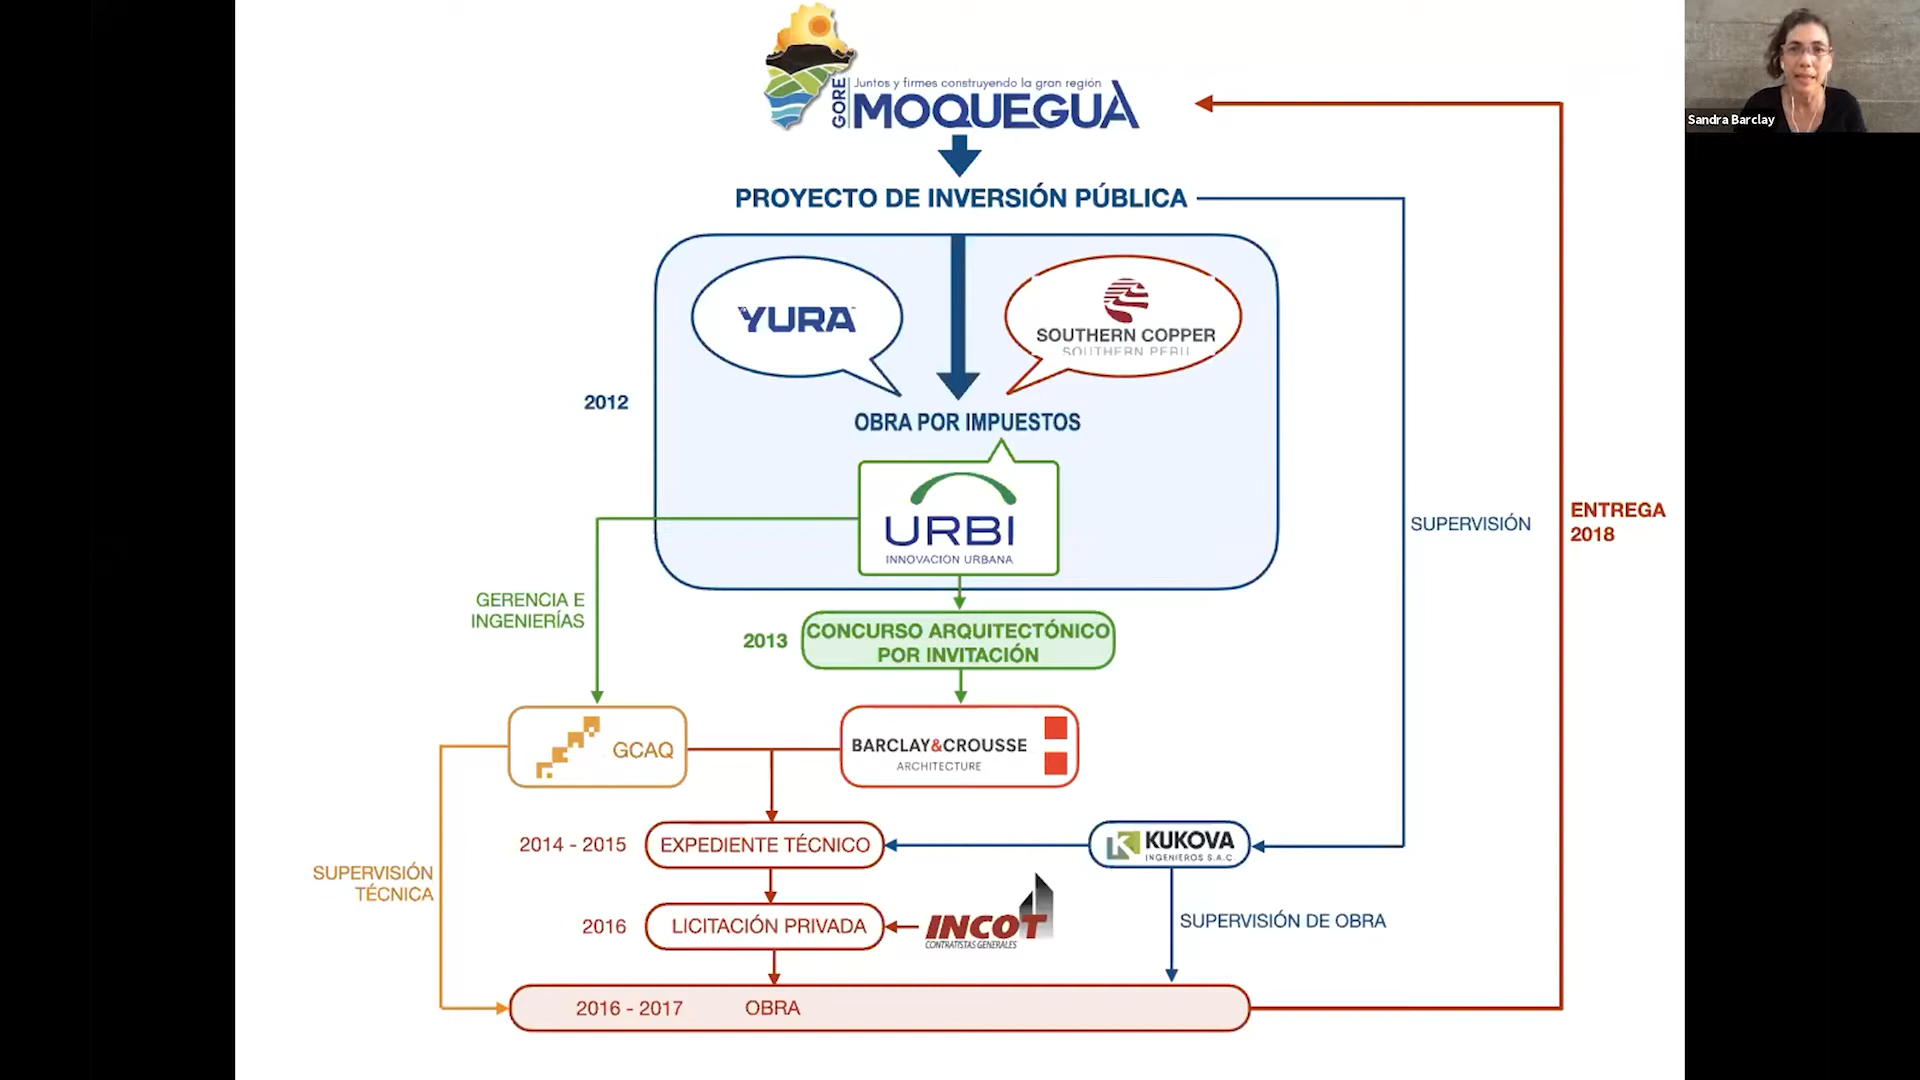 Juntos y firmes construyendo la gran región
GORE
MOQUEGUA
Sandra Barclay
PROYECTO DE INVERSIÓN PÚBLICA
YURA
SOUTHERN COPPER
SOUTHERN PERU
2012
OBRA POR IMPUESTOS
URBI
INNOVACION URBANA
SUPERVISIÓN
ENTREGA
2018
GERENCIA E
INGENIERÍAS
2013
CONCURSO ARQUITECTÓNICO
POR INVITACIÓN
GCAQ
BARCLAY&CROUSSE
ARCHITECTURE
2014 - 2015
EXPEDIENTE TÉCNICO
KUKOVA
INGENIEROS S.A.C
SUPERVISIÓN
TÉCNICA
2016
LICITACIÓN PRIVADA
INCOT
CONTRATISTAS GENERALES
SUPERVISIÓN DE OBRA
2016 - 2017 OBRA